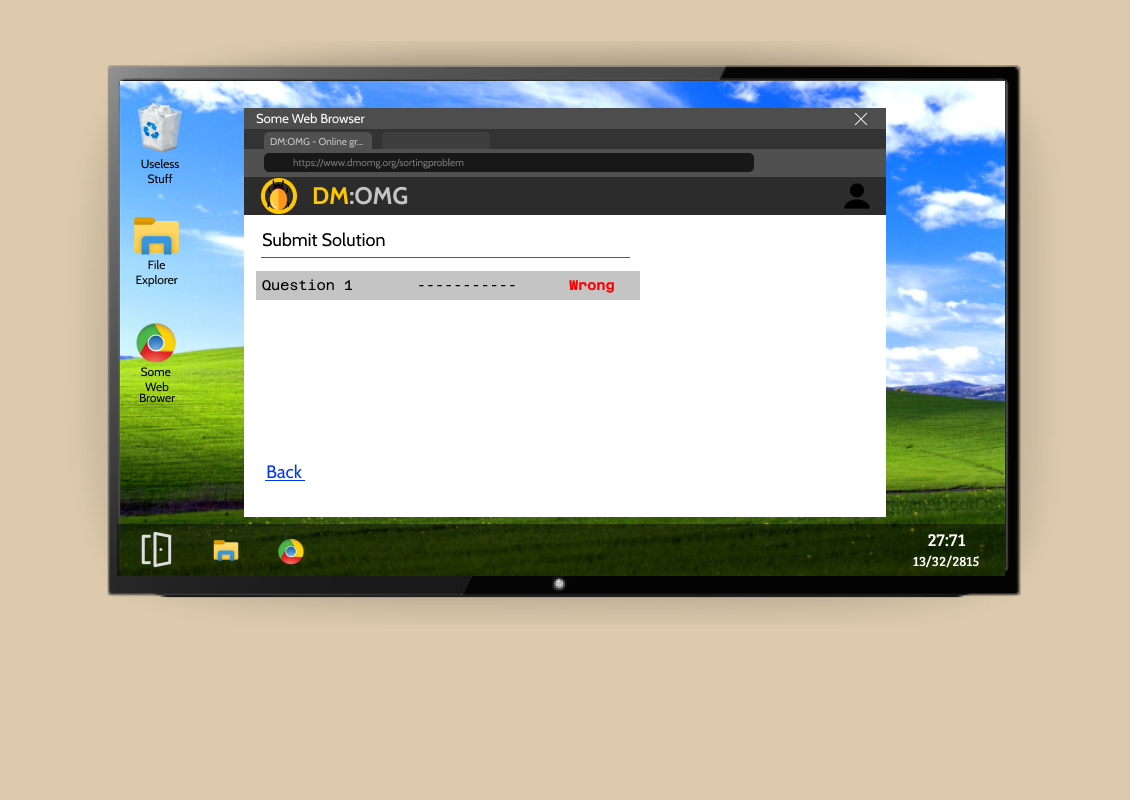 Some Web Browser
DM:OMG - Online gr...
https://www.dmomg.org/sortingproblem
DM:OMG
Submit Solution
Question 1 ----------- Wrong
Back
Useless
Stuff
File
Explorer
Some
Web
Brower
27:71
13/32/2815